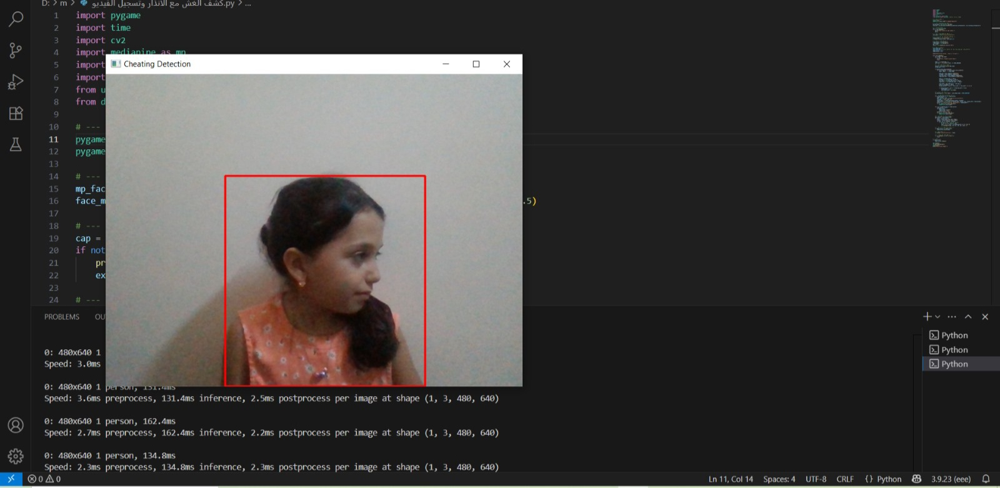 D: > m > كشف الغش مع الانذار وتسجيل الفيديو.py > ...
1 import pygame
2 import time
3 import cv2
4 import mediapipe as mp
5 import
6 import
7 from u
8 from d
9
10 # ---
11 pygame
12 pygame
13
14 # ---
15 mp_fac
16 face_m .5)
17
18 # ---
19 cap =
20 if not
21 pr
22 ex
23
24 # ---
Cheating Detection
PROBLEMS OU
Python
Python
Python
0: 480x640 1
Speed: 3.0ms
0: 480x640 1 person, 131.4ms
Speed: 3.6ms preprocess, 131.4ms inference, 2.5ms postprocess per image at shape (1, 3, 480, 640)
0: 480x640 1 person, 162.4ms
Speed: 2.7ms preprocess, 162.4ms inference, 2.2ms postprocess per image at shape (1, 3, 480, 640)
0: 480x640 1 person, 134.8ms
Speed: 2.3ms preprocess, 134.8ms inference, 2.3ms postprocess per image at shape (1, 3, 480, 640)
0 0 Ln 11, Col 14 Spaces: 4 UTF-8 CRLF {} Python 3.9.23 (eee)